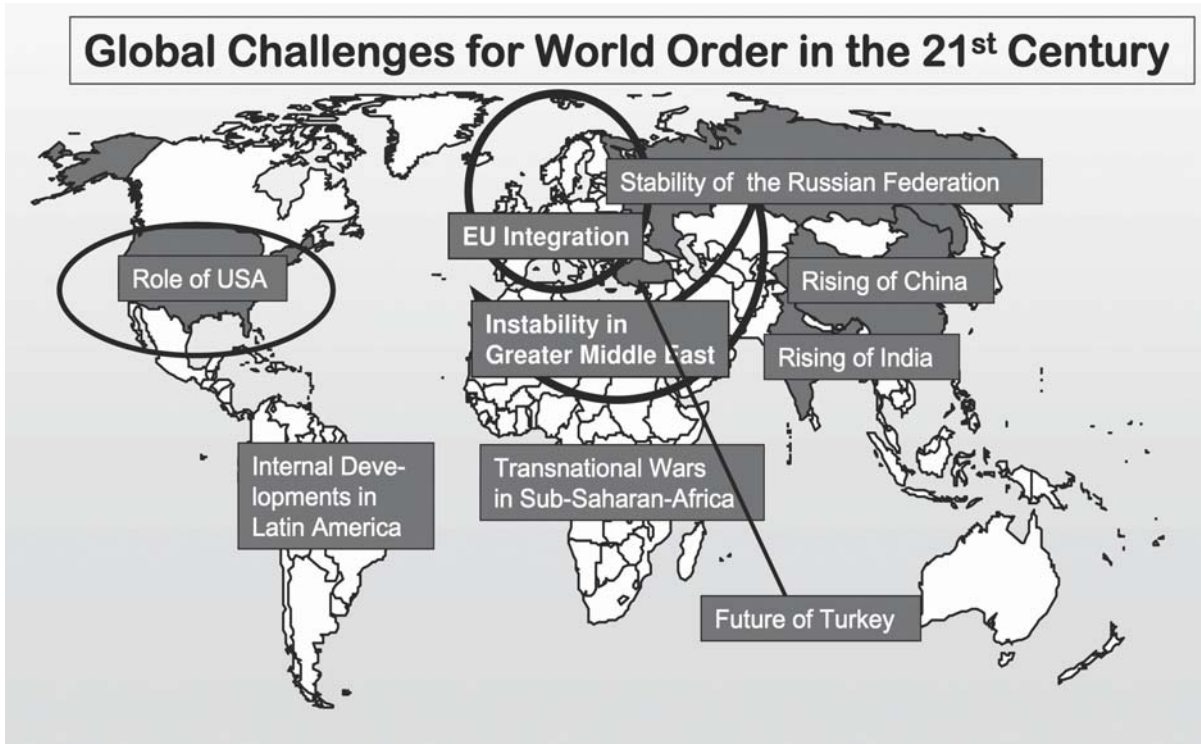 Global Challenges for World Order in the 21st Century
Stability of the Russian Federation
EU Integration
Role of USA
Rising of China
Instability in
Greater Middle East
Rising of India
Internal Deve-
lopments in
Latin America
Transnational Wars
in Sub-Saharan-Africa
Future of Turkey